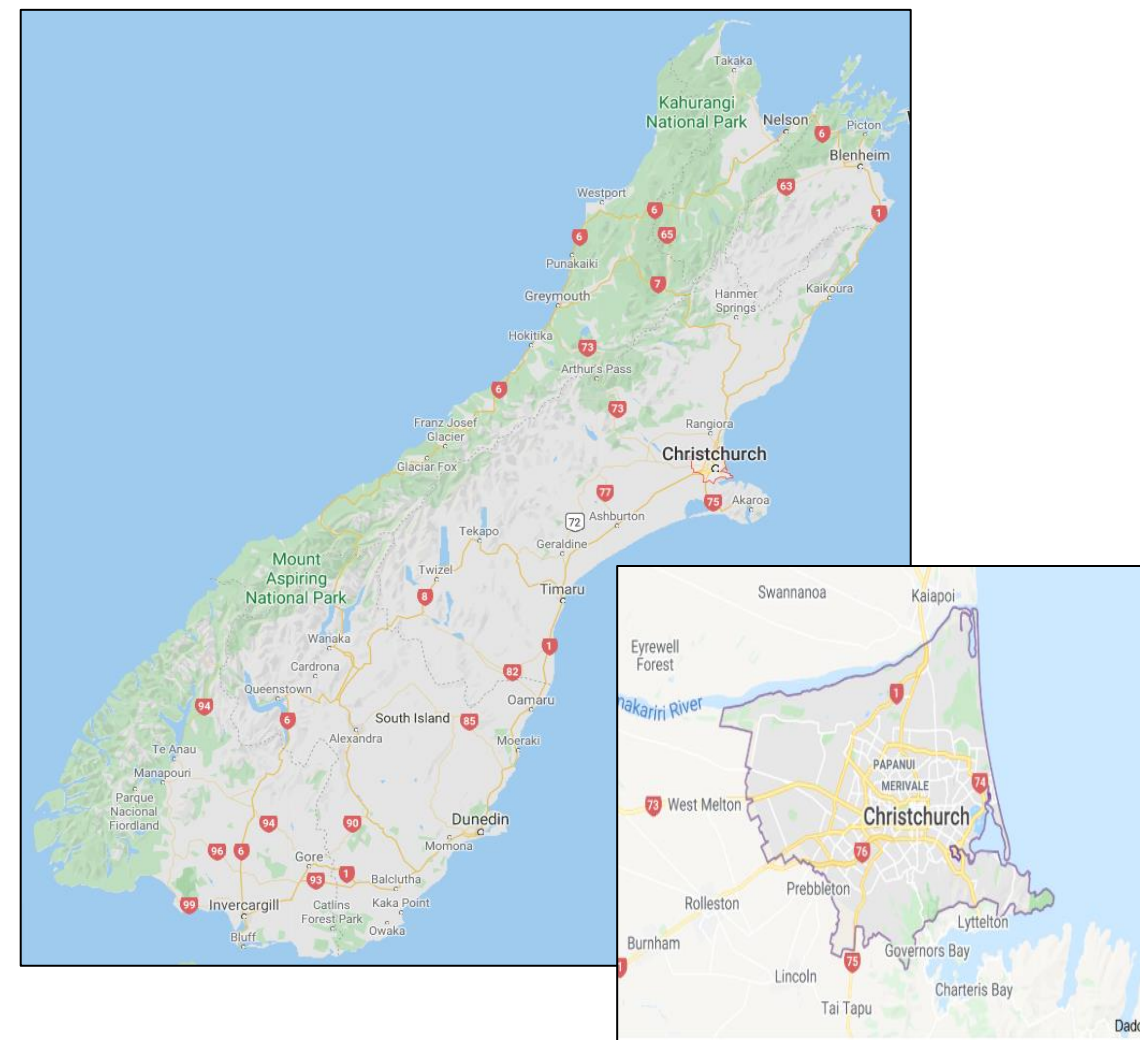 Takaka
Kahurangi
National Park
Nelson
6
Picton
Blenheim
63
Westport
6
1
6
65
Punakaiki
7
Hanmer
Springs
Kaikoura
Greymouth
Hokitika
73
Arthur's Pass
6
73
Franz Josef
Glacier
Rangiora
Christchurch
Glaciar Fox
77
75
Akaroa
72
Ashburton
Tekapo
Geraldine
Mount
Aspiring
National Park
Twizel
8
Timaru
Wanaka
1
Cardrona
82
Queenstown
94
6
South Island
85
Oamaru
Alexandra
Moeraki
Te Anau
Manapouri
Parque
Nacional
Fiordland
94
90
Dunedin
Momona
96
6
Gore
93
1
Balclutha
99
Invercargill
Catlins
Forest Park
Kaka Point
Owaka
Bluff
Swannanoa
Kaiapoi
Eyrewell
Forest
1
nakariri River
PAPANUI
MERIVALE
74
73
West Melton
Christchurch
76
Prebbleton
Rolleston
Lyttelton
Burnham
Governors Bay
75
Lincoln
Charteris Bay
Tai Tapu
Dado